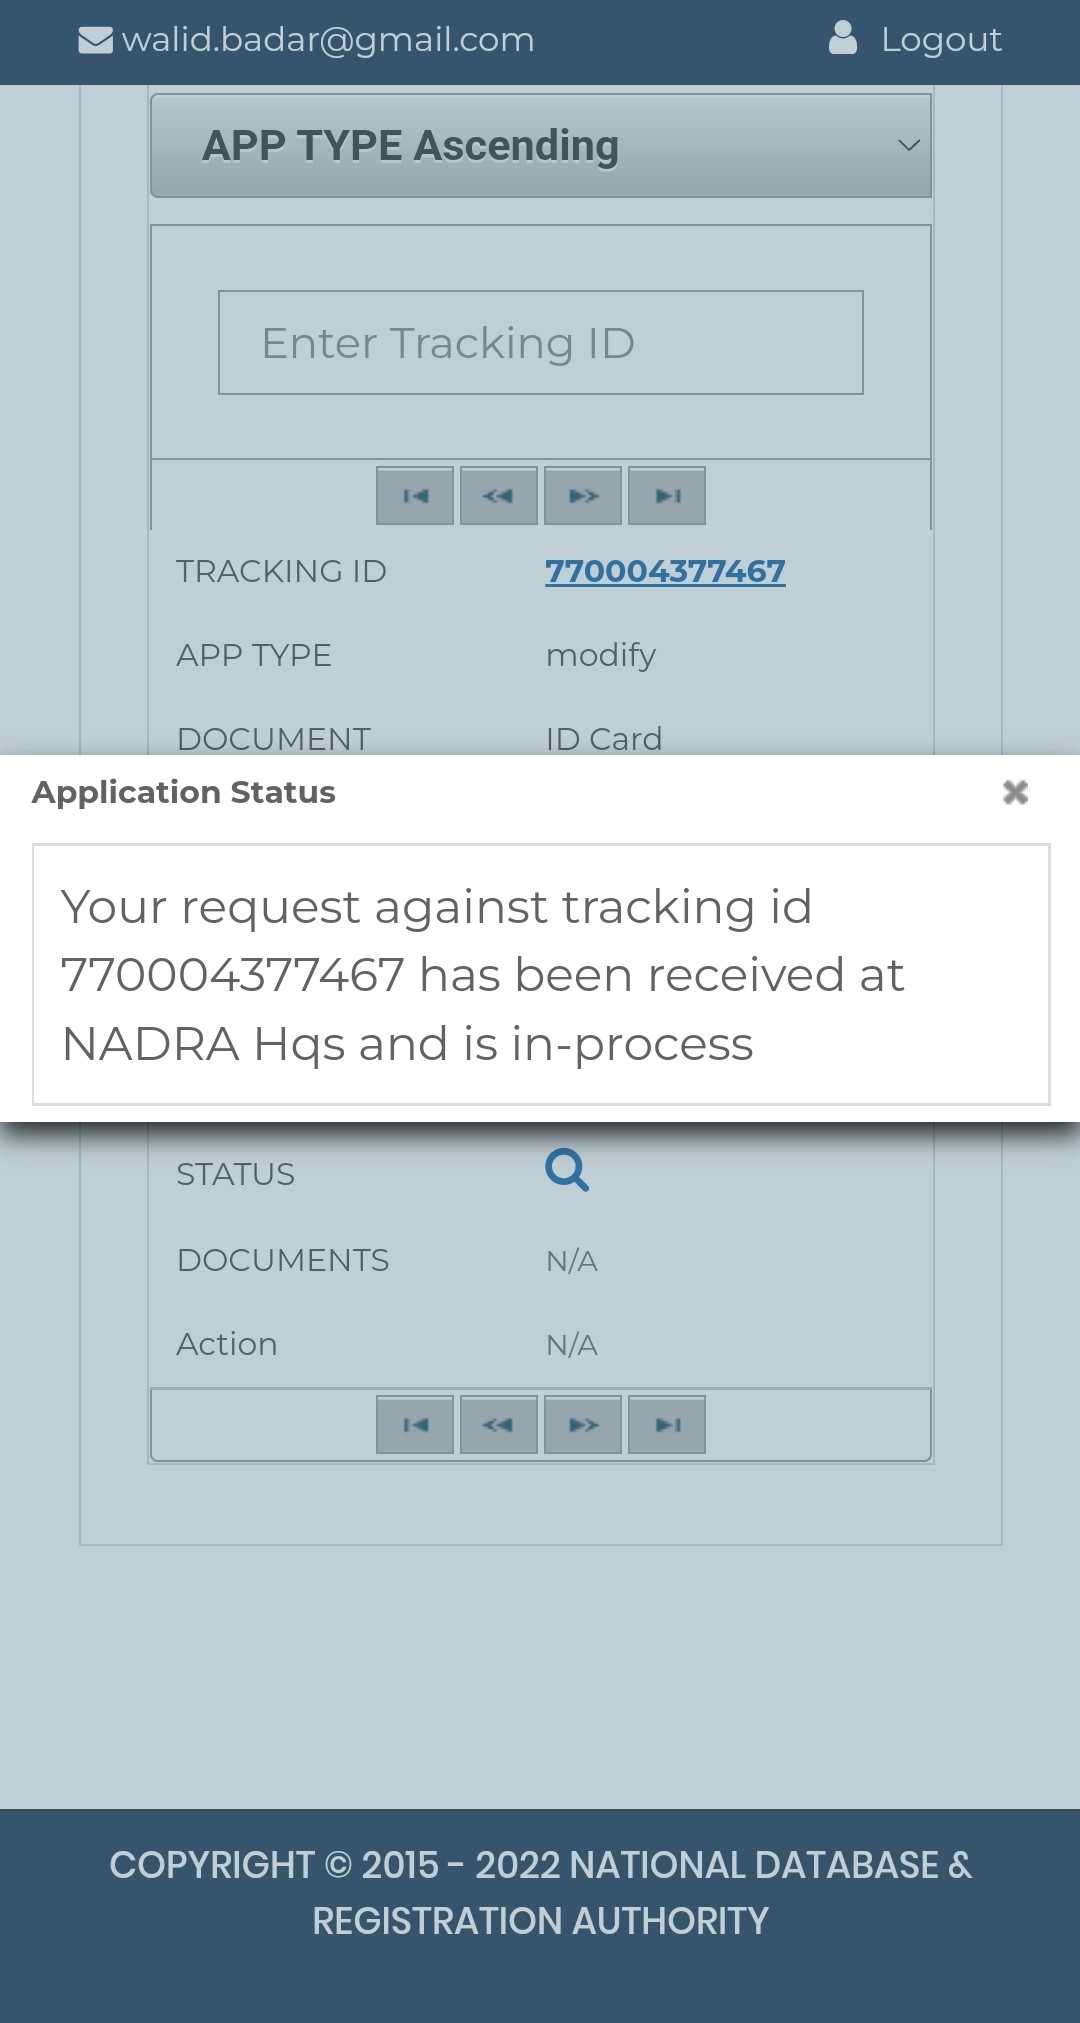 walid.badar@gmail.com Logout
APP TYPE Ascending
Enter Tracking ID
TRACKING ID 770004377467
APP TYPE modify
DOCUMENT ID Card
Application Status
Your request against tracking id
770004377467 has been received at
NADRA Hqs and is in-process
STATUS
DOCUMENTS N/A
Action N/A
COPYRIGHT © 2015 - 2022 NATIONAL DATABASE &
REGISTRATION AUTHORITY